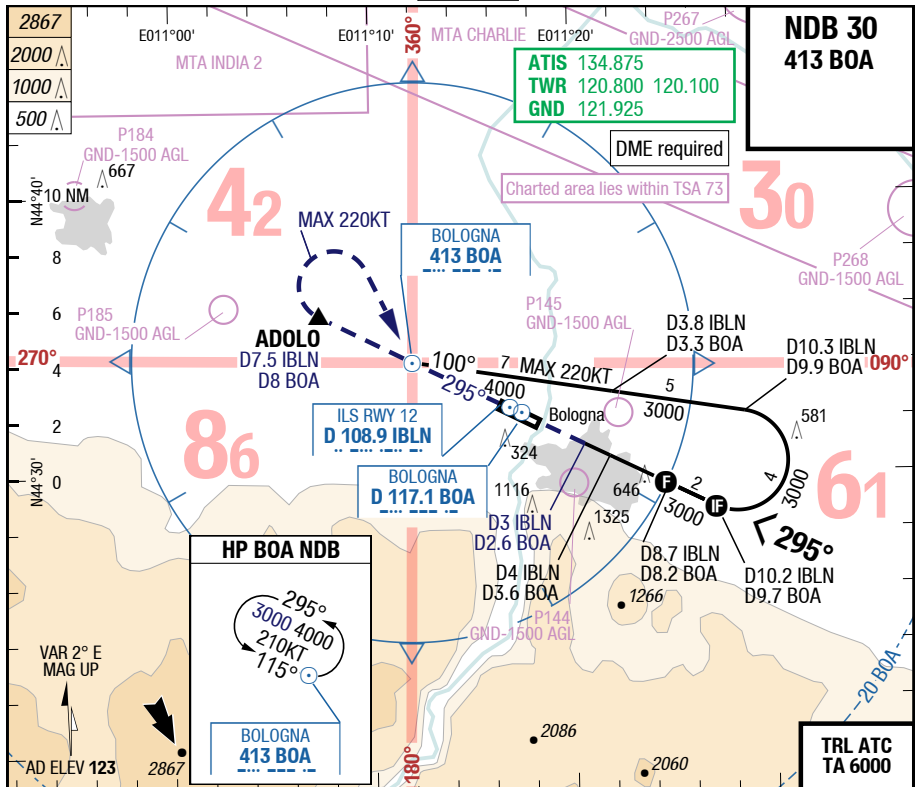 2867
2000
1000
500
E011°00'
E011°10'
360°
MTA CHARLIE
E011°20'
P267
GND-2500 AGL
MTA INDIA 2
NDB 30
413 BOA
ATIS 134.875
TWR 120.800 120.100
GND 121.925
DME required
Charted area lies within TSA 73
P184
GND-1500 AGL
667
10 NM
N44°40'
42
30
MAX 220KT
BOLOGNA
413 BOA
8
P268
GND-1500 AGL
P185
GND-1500 AGL
6
ADOLO
D7.5 IBLN
D8 BOA
P145
GND-1500 AGL
D3.8 IBLN
D3.3 BOA
D10.3 IBLN
D9.9 BOA
270°
4
100°
7 MAX 220KT
5
090°
295°
4000
3000
ILS RWY 12
D 108.9 IBLN
Bologna
581
2
86
324
BOLOGNA
D 117.1 BOA
4
3000
61
N44°30'
0
1116
646
F
2
3000
IF
295°
1325
D3 IBLN
D2.6 BOA
D4 IBLN
D3.6 BOA
D8.7 IBLN
D8.2 BOA
D10.2 IBLN
D9.7 BOA
HP BOA NDB
295°
3000 4000
210KT
115°
BOLOGNA
413 BOA
1266
P144
GND-1500 AGL
VAR 2° E
MAG UP
20 BOA
AD ELEV 123
2867
180°
2086
2060
TRL ATC
TA 6000